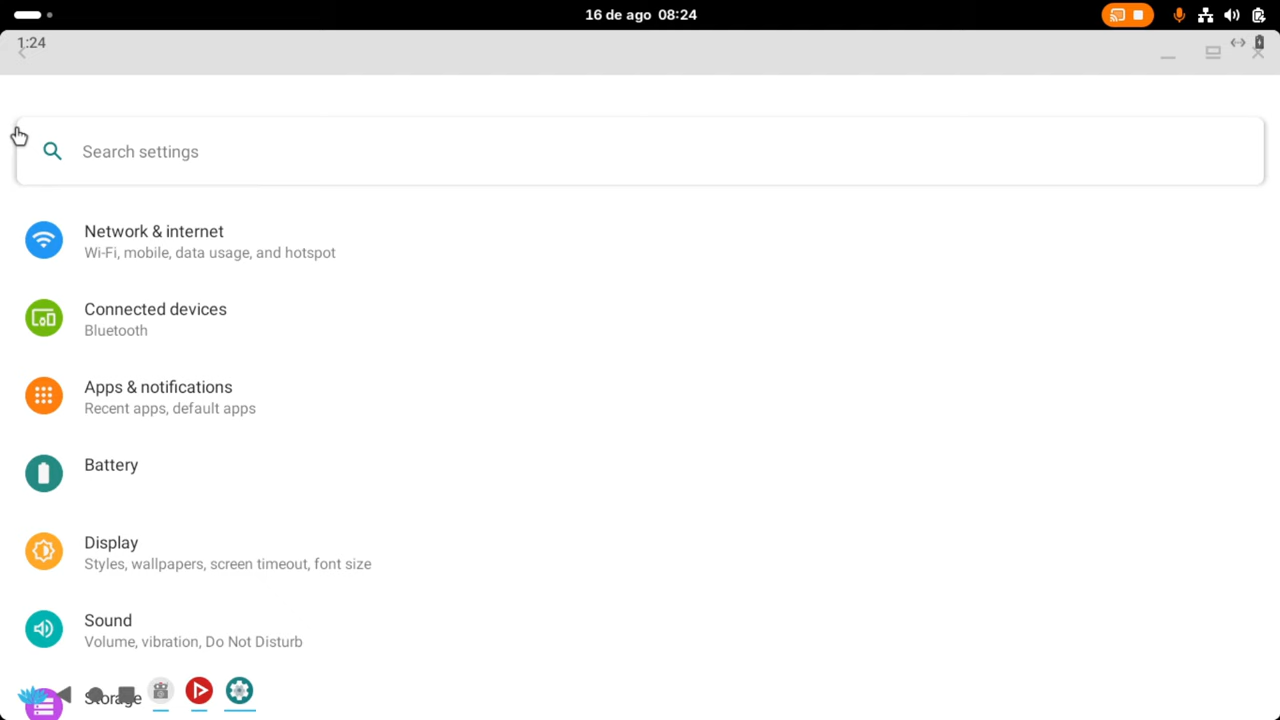 16 de ago 08:24
1:24
Search settings
Network & internet
Wi-Fi, mobile, data usage, and hotspot
Connected devices
Bluetooth
Apps & notifications
Recent apps, default apps
Battery
Display
Styles, wallpapers, screen timeout, font size
Sound
Volume, vibration, Do Not Disturb
Storage